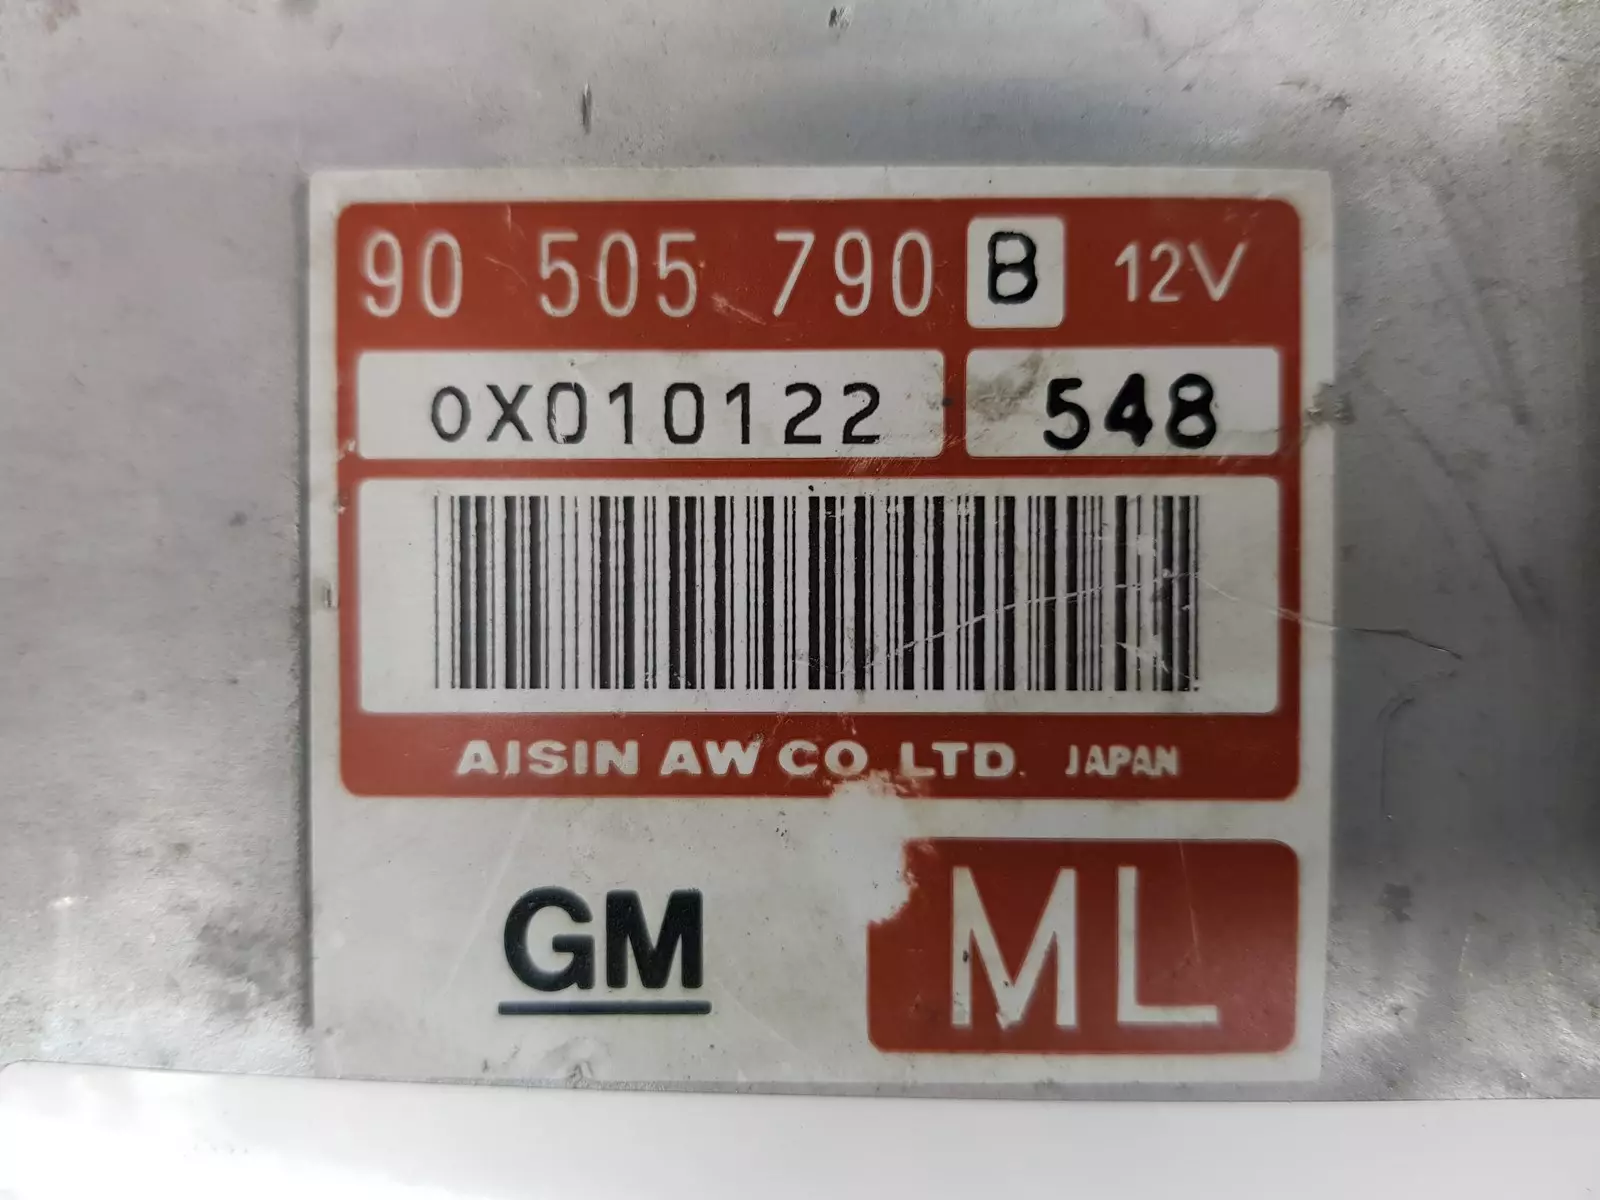 90 505 790 B 12V
0X010122 548
AISIN AW CO. LTD. JAPAN
GM ML